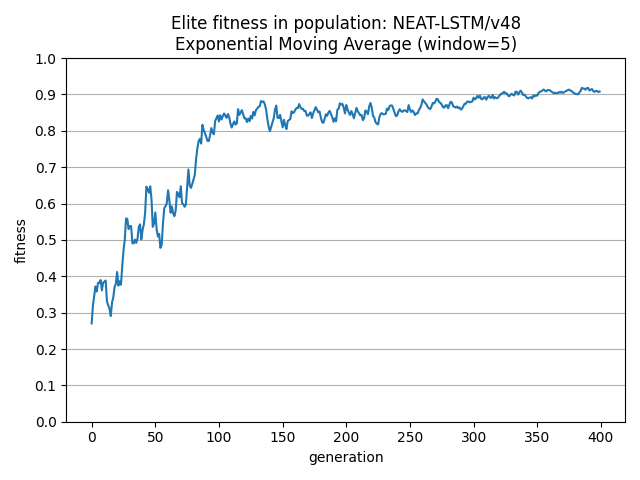 Elite fitness in population: NEAT-LSTM/v48
Exponential Moving Average (window=5)
1.0
0.9
0.8
0.7
0.6
0.5
0.4
0.3
0.2
0.1
0.0
fitness
0 50 100 150 200 250 300 350 400
generation